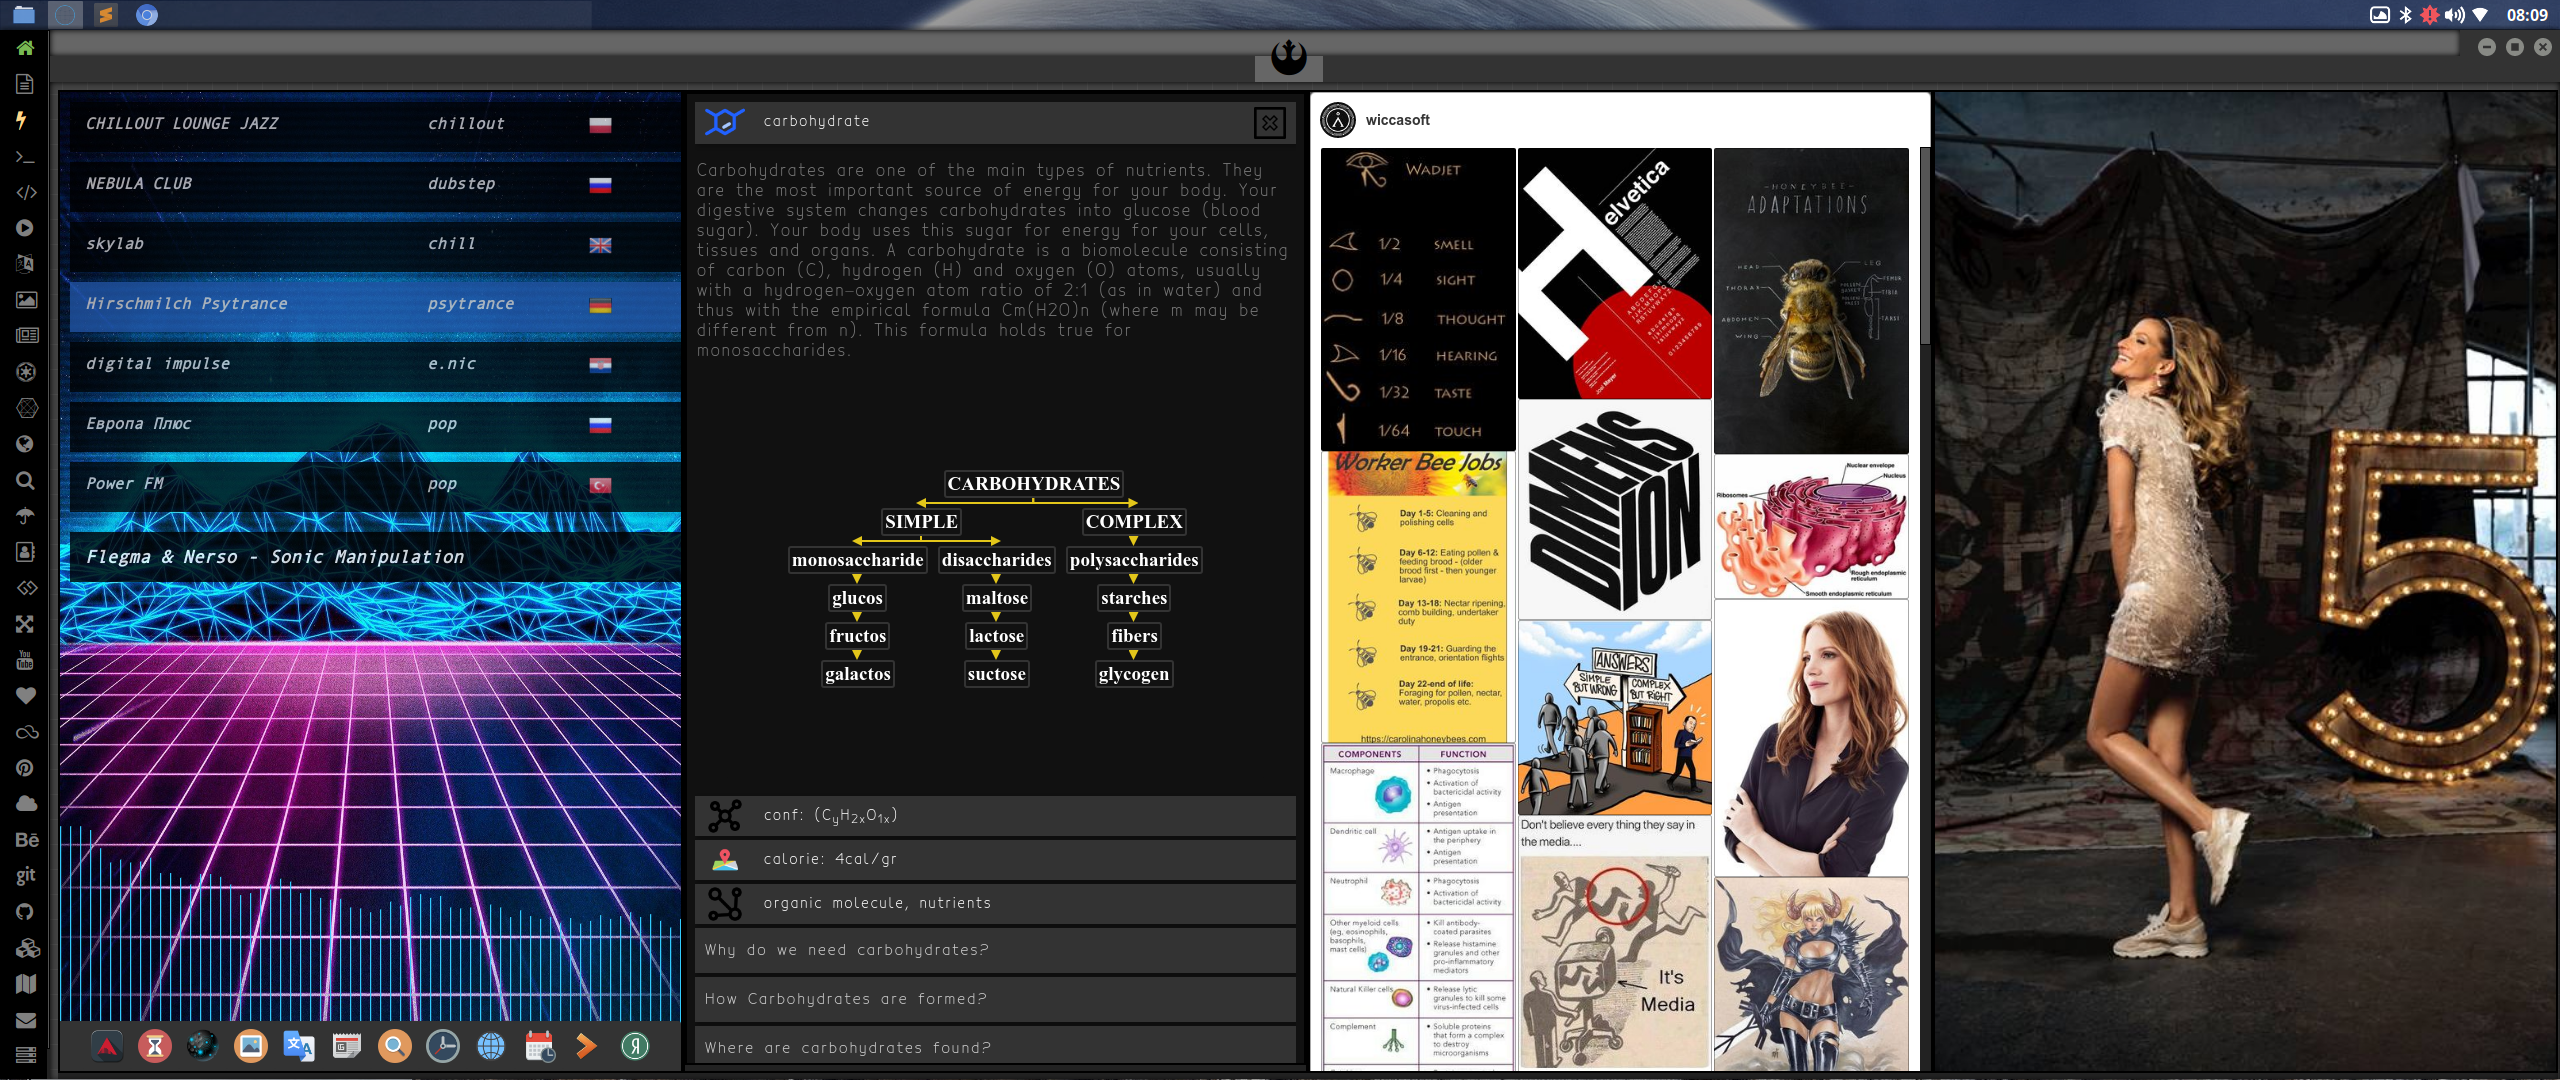 08:09
CHILLOUT LOUNGE JAZZ chillout
NEBULA CLUB dubstep
skylab chill
Hirschmilch Psytrance psytrance
digital impulse e.nic
Европа Плюс pop
Power FM pop
Flegma & Nerso - Sonic Manipulation
You
Tube
Bē
git
carbohydrate
Carbohydrates are one of the main types of nutrients. They
are the most important source of energy for your body. Your
digestive system changes carbohydrates into glucose (blood
sugar). Your body uses this sugar for energy for your cells,
tissues and organs. A carbohydrate is a biomolecule consisting
of carbon (C), hydrogen (H) and oxygen (O) atoms, usually
with a hydrogen–oxygen atom ratio of 2:1 (as in water) and
thus with the empirical formula Cm(H2O)n (where m may be
different from n). This formula holds true for
monosaccharides.
CARBOHYDRATES
SIMPLE COMPLEX
monosaccharide disaccharides polysaccharides
glucos maltose starches
fructos lactose fibers
galactos suctose glycogen
conf: (CyH2xO1x)
calorie: 4cal/gr
organic molecule, nutrients
Why do we need carbohydrates?
How Carbohydrates are formed?
Where are carbohydrates found?
wiccasoft
WADJET
1/2 SMELL
1/4 SIGHT
1/8 THOUGHT
1/16 HEARING
1/32 TASTE
1/64 TOUCH
Worker Bee Jobs
Day 1-5: Cleaning and
polishing cells
Day 6-12: Eating pollen &
feeding brood - (older
brood first - then younger
larvae)
Day 13-18: Nectar ripening,
comb building, undertaker
duty
Day 19-21: Guarding the
entrance, orientation flights
Day 22-end of life:
Foraging for pollen, nectar,
water, propolis etc.
https://carolinahoneybees.com
COMPONENTS FUNCTION
Macrophage
• Phagocytosis
• Activation of
bactericidal activity
• Antigen
presentation
Dendritic cell
• Antigen uptake in
the periphery
• Antigen
presentation
Neutrophil
• Phagocytosis
• Activation of
bactericidal activity
Other myeloid cells
(eg, eosinophils,
basophils,
mast cells)
• Kill antibody-
coated parasites
• Release histamine
granules and other
pro-inflammatory
mediators
Natural Killer cells
• Release lytic
granules to kill some
virus-infected cells
Complement
• Soluble proteins
that form a complex
to destroy
microorganisms
Helvetica
DIMENSION
ANSWERS
SIMPLE
BUT WRONG
COMPLEX
BUT RIGHT
Don't believe every thing they say in
the media....
It's
Media
-HONEYBEE-
ADAPTATIONS
HEAD
THORAX
ABDOMEN
WING
LEG
FEMUR
TIBIA
Nuclear envelope
Nucleus
Ribosomes
Rough endoplasmic
reticulum
Smooth endoplasmic reticulum
5